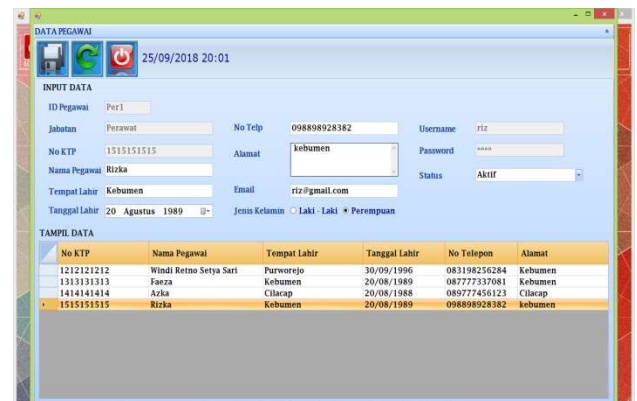 DATA PEGAWAI
25/09/2018 20:01
INPUT DATA
ID Pegawai Per1
Jabatan Perawat No Telp 098898928382 Username riz
No KTP 1515151515 Alamat kebumen Password ****
Nama Pegawai Rizka Status Aktif
Tempat Lahir Kebumen Email riz@gmail.com
Tanggal Lahir 20 Agustus 1989 Jenis Kelamin Laki - Laki Perempuan
TAMPIL DATA
No KTP Nama Pegawai Tempat Lahir Tanggal Lahir No Telepon Alamat
1212121212 Windi Retno Setya Sari Purworejo 30/09/1996 083198256284 Kebumen
1313131313 Faeza Kebumen 20/08/1989 087777337081 Kebumen
1414141414 Azka Cilacap 20/08/1988 089777456123 Cilacap
1515151515 Rizka Kebumen 20/08/1989 098898928382 kebumen